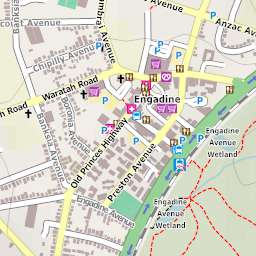 Banksia
Chipilly Avenue
Avenue
Anzac Avenue
Waratah Road
Road
Engadine
Old Princes Highway
Preston Avenue
Engadine
Avenue
Wetland
Engadine Avenue
Engadine
Avenue
Wetland